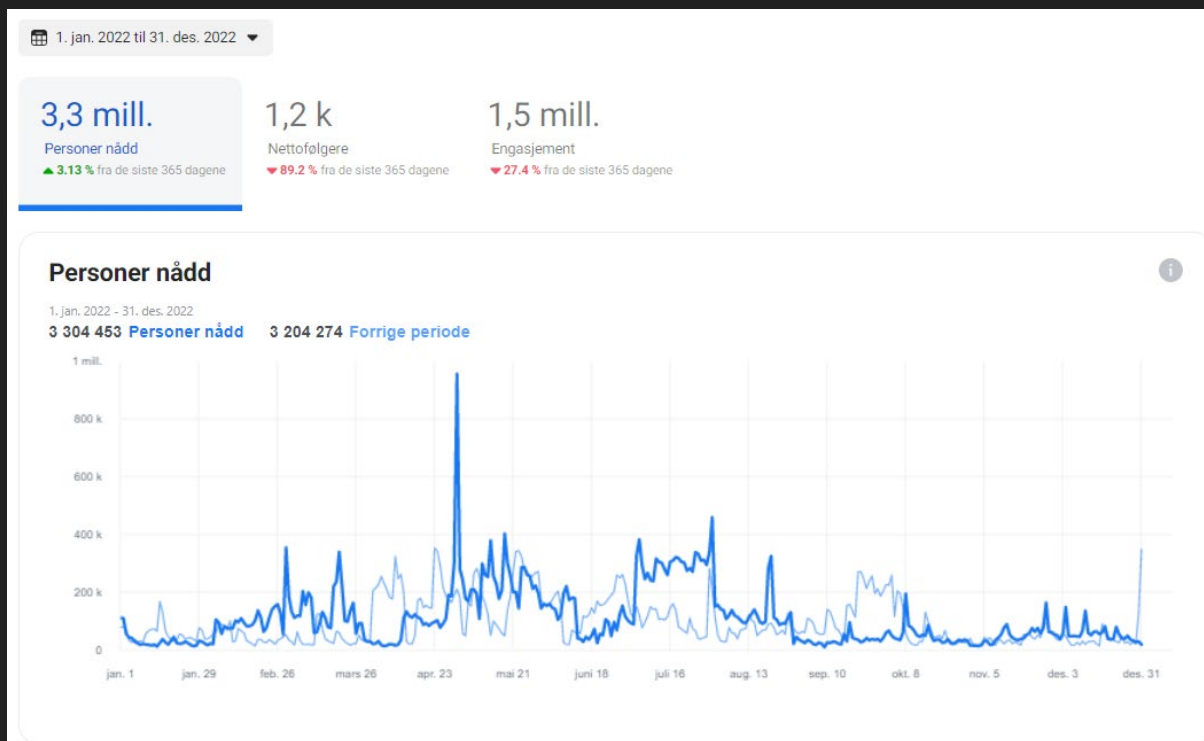 1. jan. 2022 til 31. des. 2022
3,3 mill.
Personer nådd
3.13 % fra de siste 365 dagene
1,2 k
Nettofølgere
89.2 % fra de siste 365 dagene
1,5 mill.
Engasjement
27.4 % fra de siste 365 dagene
Personer nådd
1. jan. 2022 - 31. des. 2022
3 304 453 Personer nådd 3 204 274 Forrige periode
1 mill.
800 k
600 k
400 k
200 k
0
jan. 1 jan. 29 feb. 26 mars 26 apr. 23 mai 21 juni 18 juli 16 aug. 13 sep. 10 okt. 8 nov. 5 des. 3 des. 31